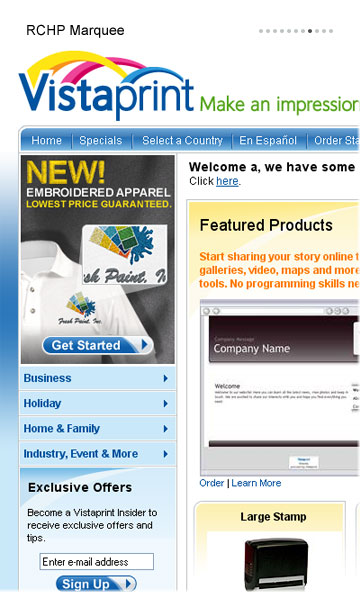 RCHP Marquee
Vistaprint
Make an impression
Home
Specials
Select a Country
En Español
Order Sta
NEW!
EMBROIDERED APPAREL
LOWEST PRICE GUARANTEED.
Fresh Paint, In
Fresh Paint, Inc.
Get Started
Business
Holiday
Home & Family
Industry, Event & More
Exclusive Offers
Become a Vistaprint Insider to
receive exclusive offers and
tips.
Enter e-mail address
Sign Up
Welcome a, we have some
Click here.
Featured Products
Start sharing your story online t
galleries, video, maps and more
tools. No programming skills ne
Company Message
Company Name
Welcome
Order | Learn More
Large Stamp